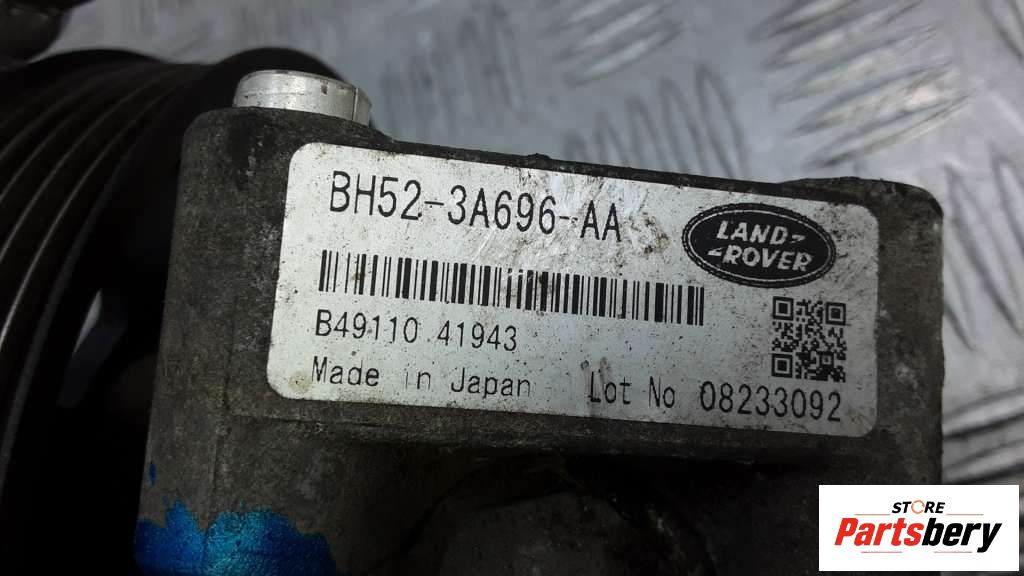 BH52-3A696-AA
LAND-
-ROVER
B49110 41943
Made in Japan Lot No 08233092
STORE
Partsbery